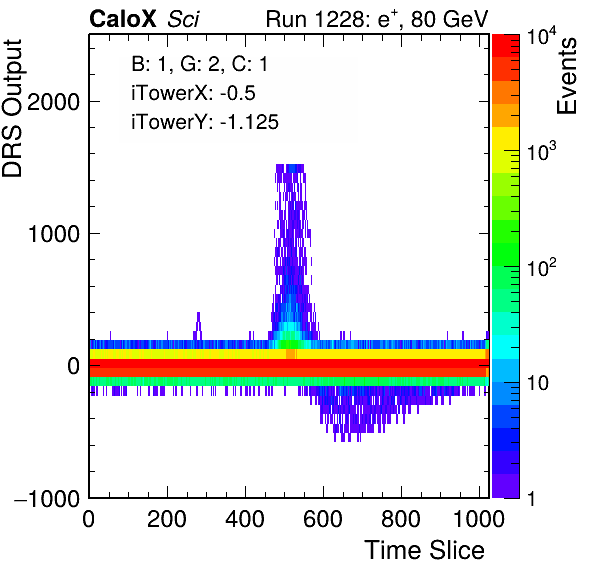 CaloX Sci Run 1228: e+, 80 GeV
B: 1, G: 2, C: 1
iTowerX: -0.5
iTowerY: -1.125
DRS Output
2000
1000
0
−1000
0 200 400 600 800 1000
Time Slice
Events
10^4
10^3
10^2
10
1